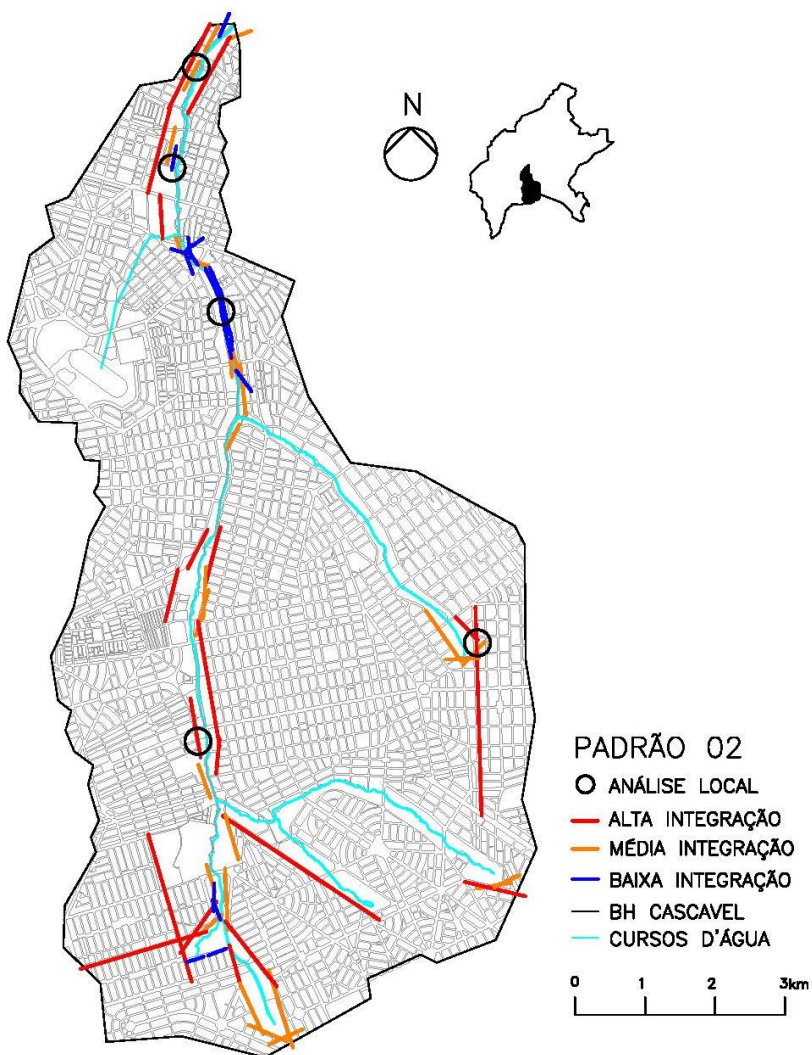 N
PADRÃO 02
ANÁLISE LOCAL
ALTA INTEGRAÇÃO
MÉDIA INTEGRAÇÃO
BAIXA INTEGRAÇÃO
BH CASCAVEL
CURSOS D'ÁGUA
0 1 2 3km